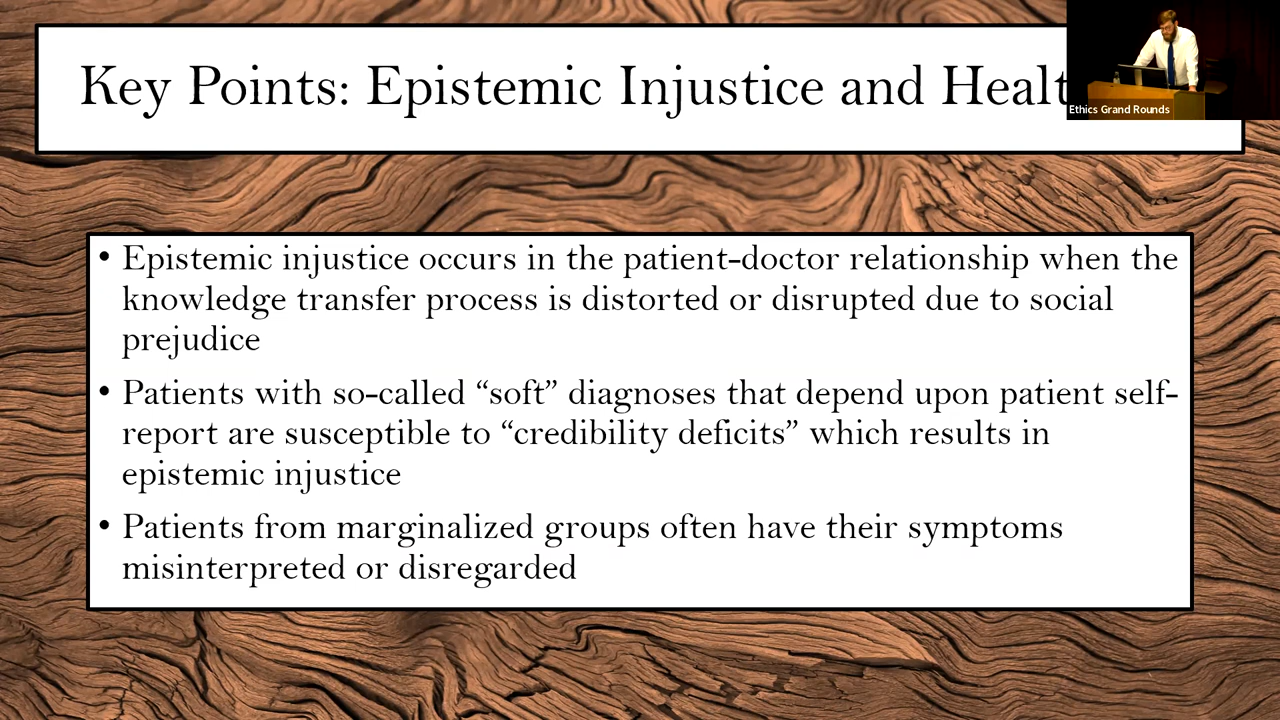 Key Points: Epistemic Injustice and Healt
Ethics Grand Rounds
• Epistemic injustice occurs in the patient-doctor relationship when the
knowledge transfer process is distorted or disrupted due to social
prejudice
• Patients with so-called “soft” diagnoses that depend upon patient self-
report are susceptible to “credibility deficits” which results in
epistemic injustice
• Patients from marginalized groups often have their symptoms
misinterpreted or disregarded